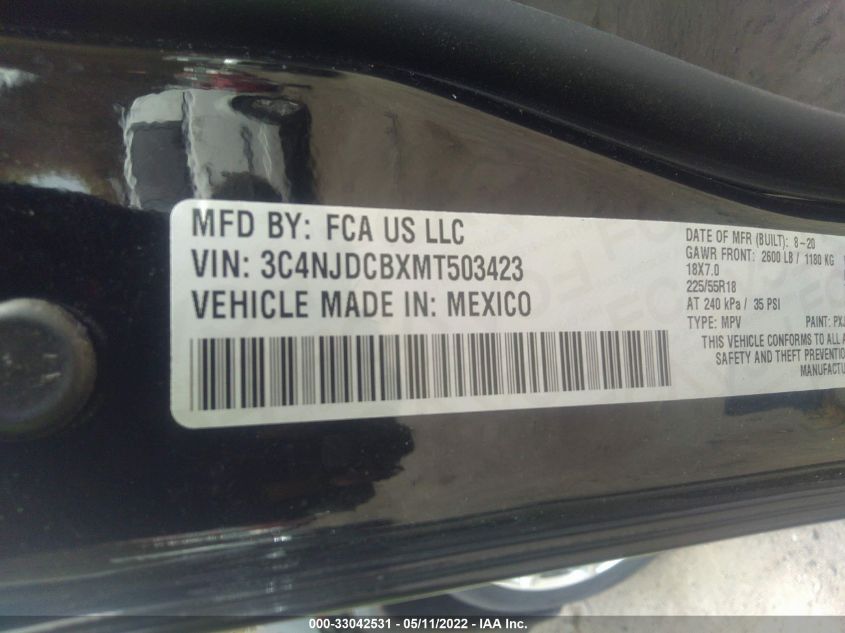 MFD BY: FCA US LLC
VIN: 3C4NJDCBXMT503423
VEHICLE MADE IN: MEXICO
DATE OF MFR (BUILT): 8-20
GAWR FRONT: 2600 LB / 1180 KG
18X7.0
225/55R18
AT 240 kPa / 35 PSI
TYPE: MPV PAINT: PXJ
THIS VEHICLE CONFORMS TO ALL A
SAFETY AND THEFT PREVENTIO
MANUFACTU
000-33042531 - 05/11/2022 - IAA Inc.